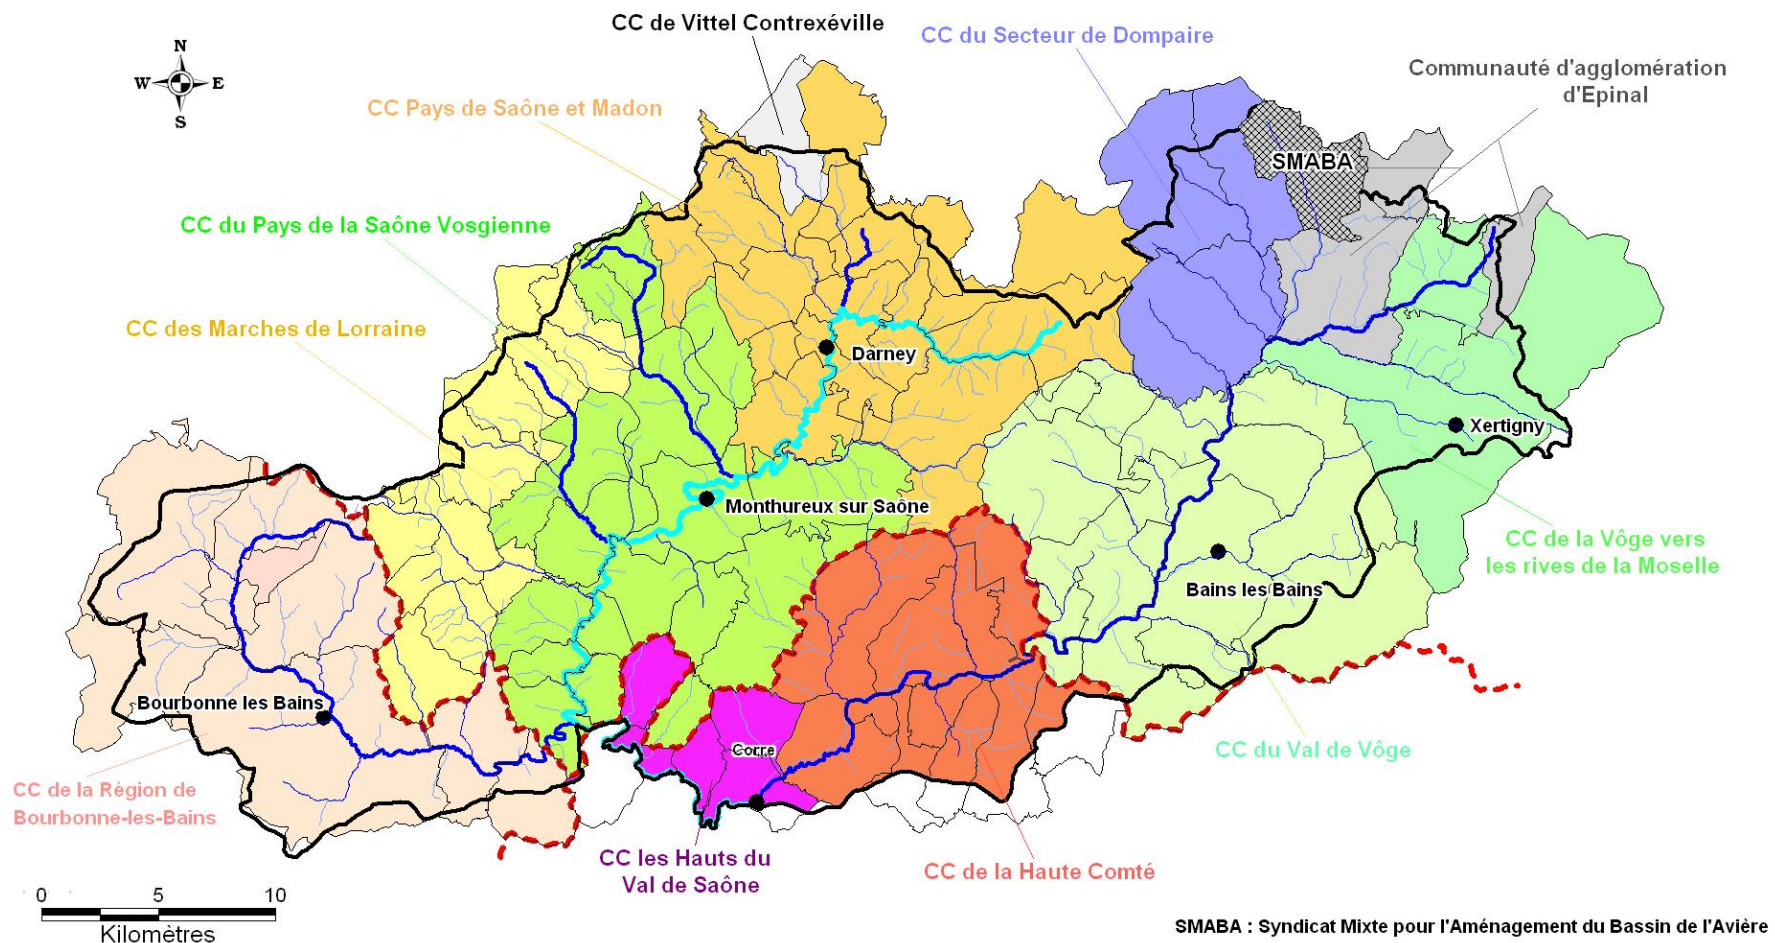 CC de Vittel Contrexéville
CC du Secteur de Dompaire
Communauté d'agglomération
d'Epinal
N
W
E
S
CC Pays de Saône et Madon
SMABA
CC du Pays de la Saône Vosgienne
CC des Marches de Lorraine
Darney
Xertigny
Monthureux sur Saône
CC de la Vôge vers
les rives de la Moselle
Bains les Bains
Bourbonne les Bains
Corre
CC du Val de Vôge
CC de la Région de
Bourbonne-les-Bains
CC les Hauts du
Val de Saône
CC de la Haute Comté
0 5 10
Kilomètres
SMABA : Syndicat Mixte pour l'Aménagement du Bassin de l'Avière